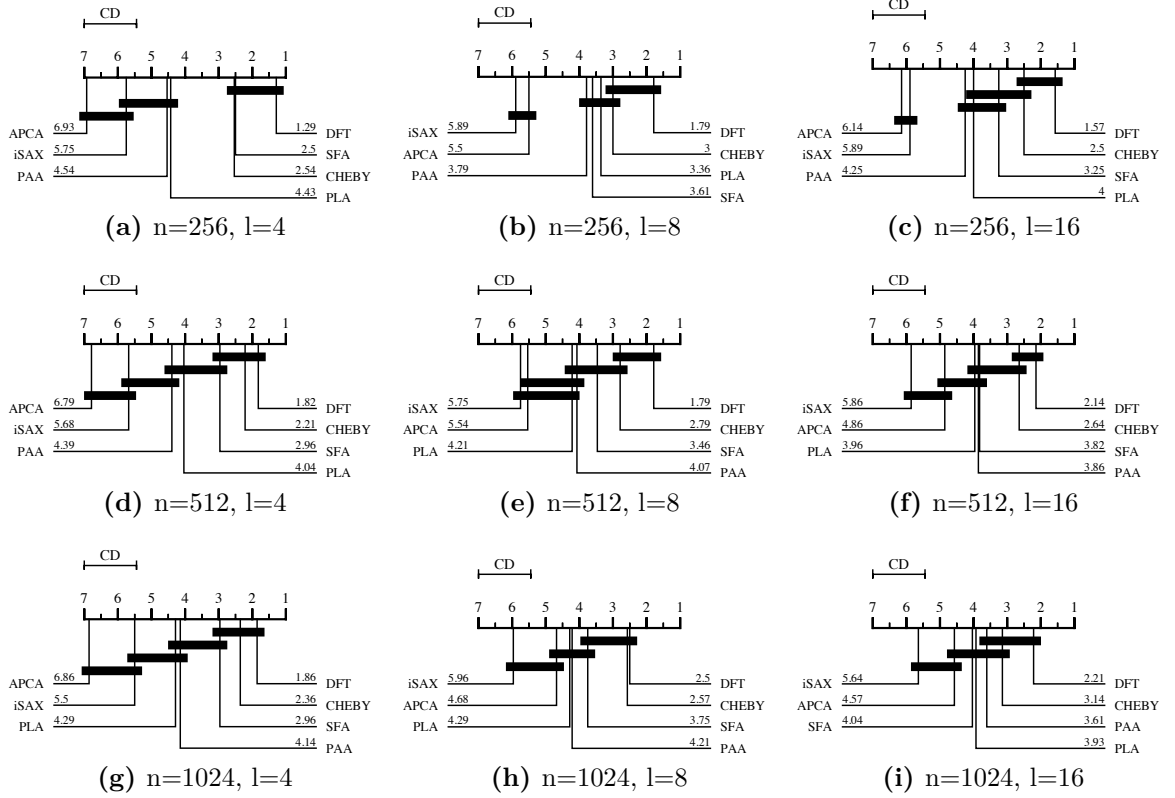 CD
7 6 5 4 3 2 1
APCA 6.93 1.29 DFT
iSAX 5.75 2.5 SFA
PAA 4.54 2.54 CHEBY
4.43 PLA
(a) n=256, l=4
CD
7 6 5 4 3 2 1
iSAX 5.89 1.79 DFT
APCA 5.5 3 CHEBY
PAA 3.79 3.36 PLA
3.61 SFA
(b) n=256, l=8
CD
7 6 5 4 3 2 1
APCA 6.14 1.57 DFT
iSAX 5.89 2.5 CHEBY
PAA 4.25 3.25 SFA
4 PLA
(c) n=256, l=16
CD
7 6 5 4 3 2 1
APCA 6.79 1.82 DFT
iSAX 5.68 2.21 CHEBY
PAA 4.39 2.96 SFA
4.04 PLA
(d) n=512, l=4
CD
7 6 5 4 3 2 1
iSAX 5.75 1.79 DFT
APCA 5.54 2.79 CHEBY
PLA 4.21 3.46 SFA
4.07 PAA
(e) n=512, l=8
CD
7 6 5 4 3 2 1
iSAX 5.86 2.14 DFT
APCA 4.86 2.64 CHEBY
PLA 3.96 3.82 SFA
3.86 PAA
(f) n=512, l=16
CD
7 6 5 4 3 2 1
APCA 6.86 1.86 DFT
iSAX 5.5 2.36 CHEBY
PLA 4.29 2.96 SFA
4.14 PAA
(g) n=1024, l=4
CD
7 6 5 4 3 2 1
iSAX 5.96 2.5 DFT
APCA 4.68 2.57 CHEBY
PLA 4.29 3.75 SFA
4.21 PAA
(h) n=1024, l=8
CD
7 6 5 4 3 2 1
iSAX 5.64 2.21 DFT
APCA 4.57 3.14 CHEBY
SFA 4.04 3.61 PAA
3.93 PLA
(i) n=1024, l=16